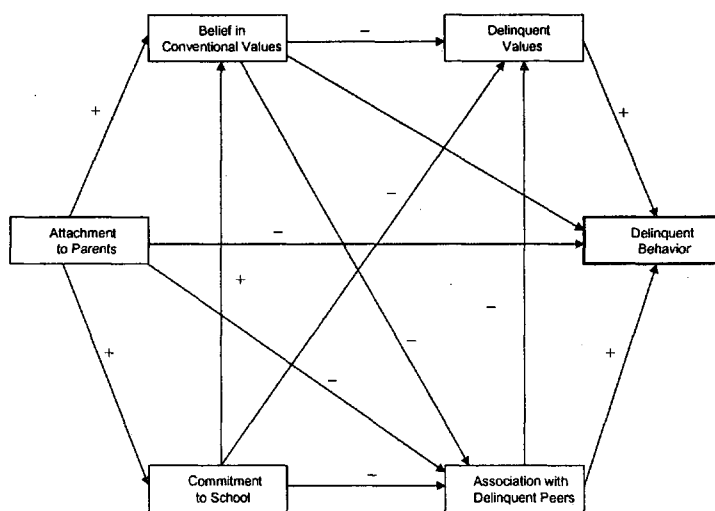 Belief in
Conventional Values
–
Delinquent
Values
+
+
–
Attachment
to Parents
–
Delinquent
Behavior
+
–
+
–
–
+
Commitment
to School
–
Association with
Delinquent Peers